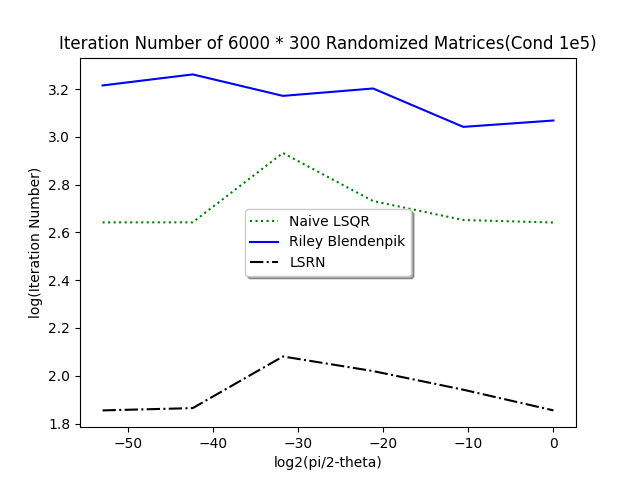 Iteration Number of 6000 * 300 Randomized Matrices(Cond 1e5)
log(Iteration Number)
3.2
3.0
2.8
2.6
2.4
2.2
2.0
1.8
Naive LSQR
Riley Blendenpik
LSRN
−50
−40
−30
−20
−10
0
log2(pi/2-theta)